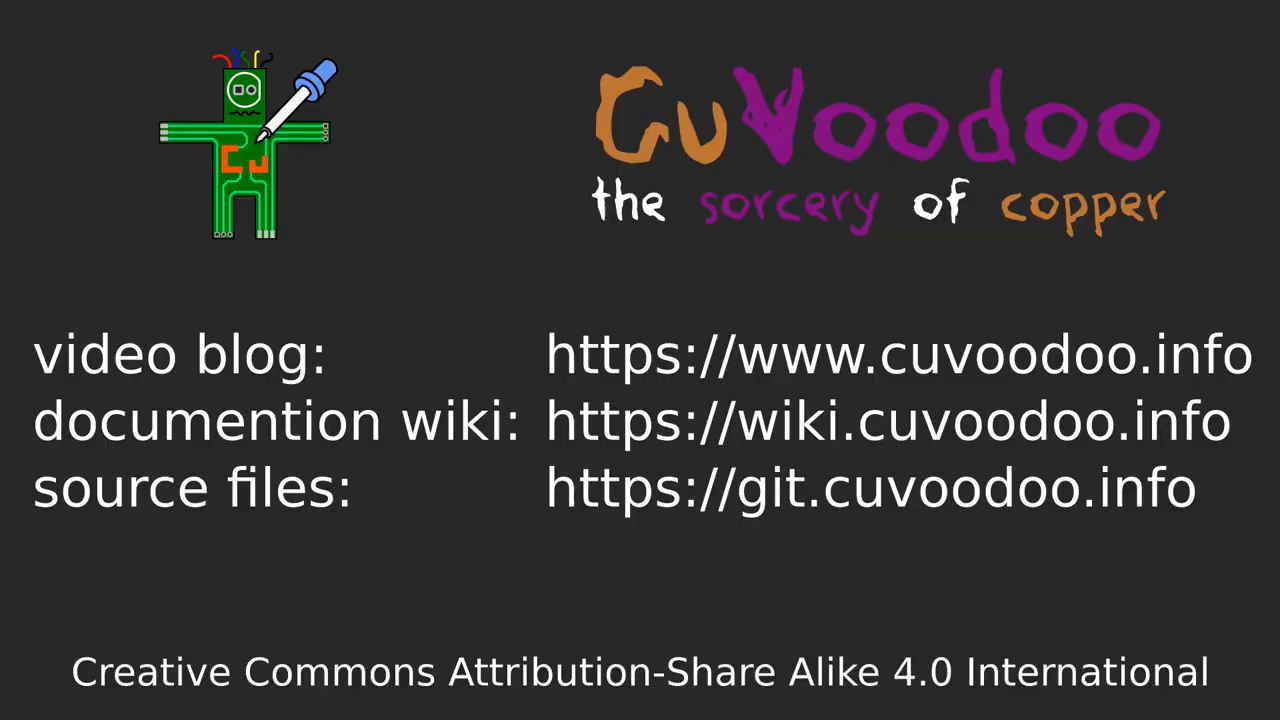 Cu
CuVoodoo
the sorcery of copper
video blog: https://www.cuvoodoo.info
documention wiki: https://wiki.cuvoodoo.info
source files: https://git.cuvoodoo.info
Creative Commons Attribution-Share Alike 4.0 International